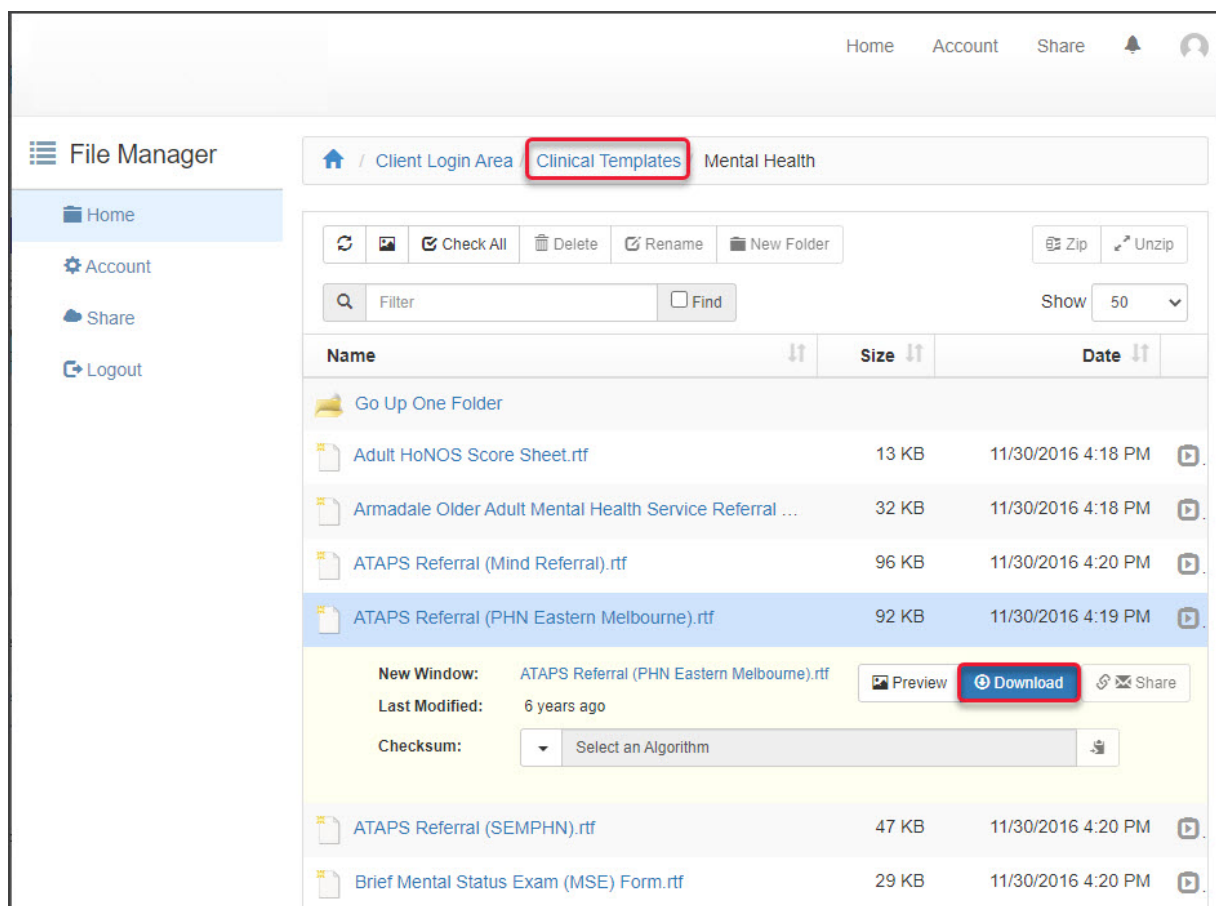 Home Account Share
File Manager
Home
Account
Share
Logout
/ Client Login Area / Clinical Templates Mental Health
Check All Delete Rename New Folder Zip Unzip
Filter Find Show 50
Name Size Date
Go Up One Folder
Adult HoNOS Score Sheet.rtf 13 KB 11/30/2016 4:18 PM
Armadale Older Adult Mental Health Service Referral ... 32 KB 11/30/2016 4:18 PM
ATAPS Referral (Mind Referral).rtf 96 KB 11/30/2016 4:20 PM
ATAPS Referral (PHN Eastern Melbourne).rtf 92 KB 11/30/2016 4:19 PM
New Window: ATAPS Referral (PHN Eastern Melbourne).rtf Preview Download Share
Last Modified: 6 years ago
Checksum: Select an Algorithm
ATAPS Referral (SEMPHN).rtf 47 KB 11/30/2016 4:20 PM
Brief Mental Status Exam (MSE) Form.rtf 29 KB 11/30/2016 4:20 PM